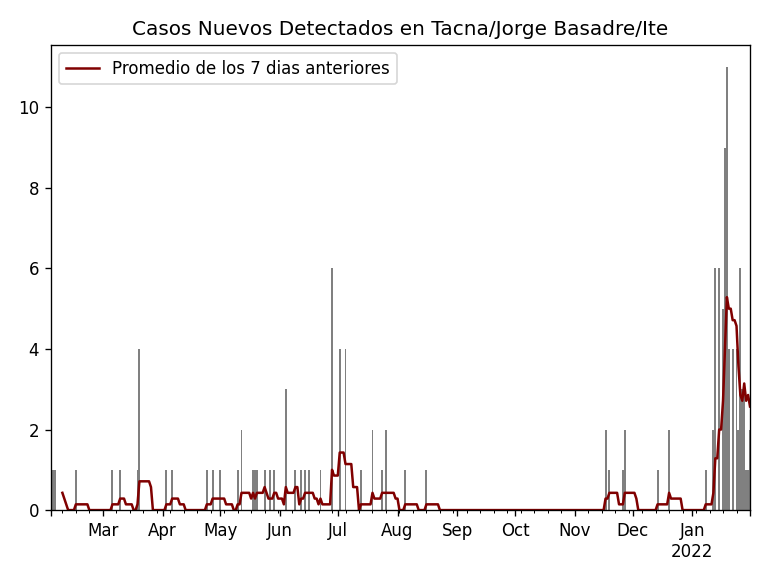 Casos Nuevos Detectados en Tacna/Jorge Basadre/Ite
Promedio de los 7 dias anteriores
10
8
6
4
2
0
Mar Apr May Jun Jul Aug Sep Oct Nov Dec Jan
2022